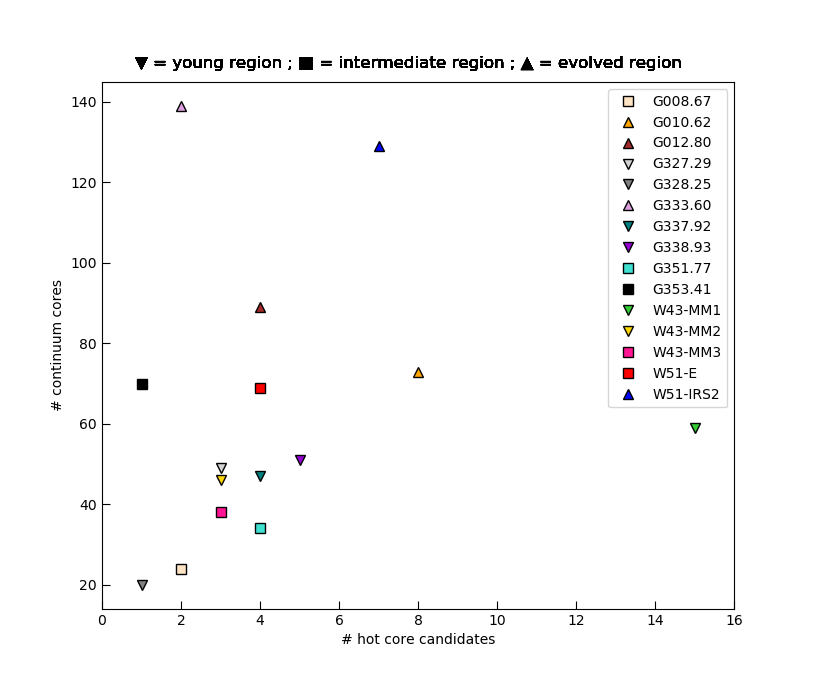 ▼ = young region ; ■ = intermediate region ; ▲ = evolved region
140
120
100
80
60
40
20
# continuum cores
G008.67
G010.62
G012.80
G327.29
G328.25
G333.60
G337.92
G338.93
G351.77
G353.41
W43-MM1
W43-MM2
W43-MM3
W51-E
W51-IRS2
0 2 4 6 8 10 12 14 16
# hot core candidates